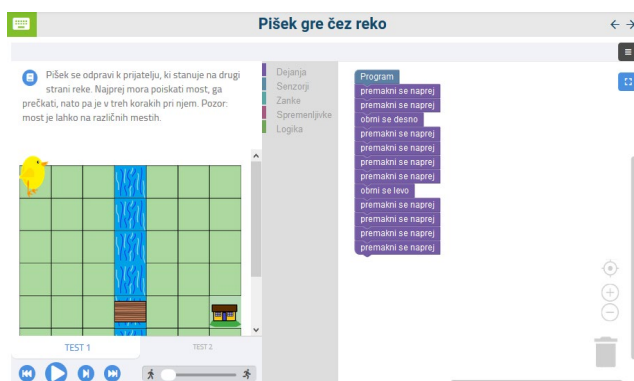 Pišek gre čez reko
Pišek se odpravi k prijatelju, ki stanuje na drugi
strani reke. Najprej mora poiskati most, ga
prečkati, nato pa je v treh korakih pri njem. Pozor:
most je lahko na različnih mestih.
Dejanja
Senzorji
Zanke
Spremenljivke
Logika
Program
premakni se naprej
premakni se naprej
obrni se desno
premakni se naprej
premakni se naprej
premakni se naprej
premakni se naprej
obrni se levo
premakni se naprej
premakni se naprej
premakni se naprej
premakni se naprej
TEST 1
TEST 2